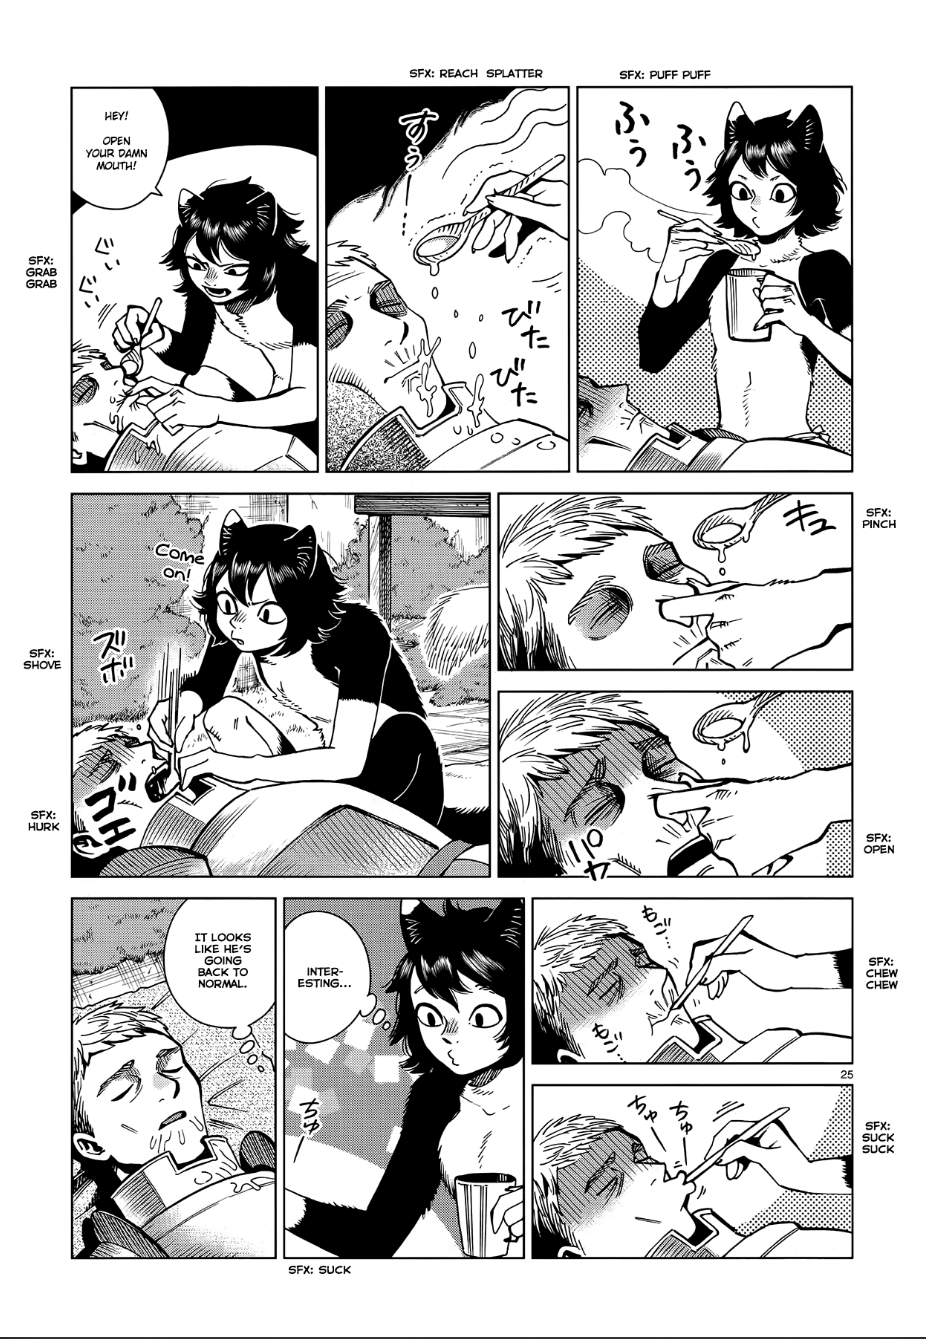 SFX: PUFF PUFF
ふぅ
ふぅ
SFX: REACH SPLATTER
すぅー
びた
びた
HEY!
OPEN
YOUR DAMN
MOUTH!
ぐい
ぐい
SFX:
GRAB
GRAB
キュ
SFX:
PINCH
パャ
SFX:
OPEN
Come
on!
ズボ
SFX:
SHOVE
ゴエ
SFX:
HURK
もご…
もご…
SFX:
CHEW
CHEW
25
ちゅ
ちゅ
SFX:
SUCK
SUCK
INTER-
ESTING...
ちゅ
SFX: SUCK
IT LOOKS
LIKE HE'S
GOING
BACK TO
NORMAL.